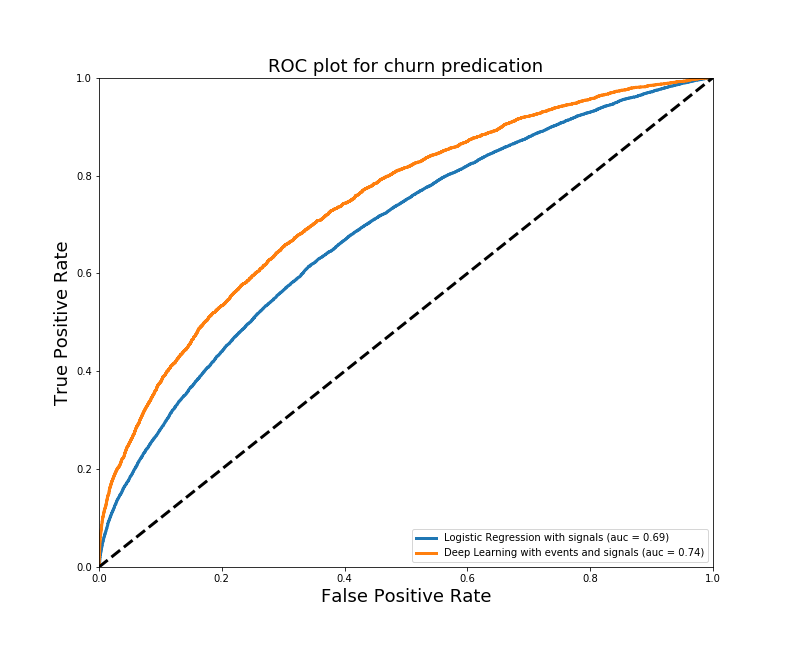 ROC plot for churn predication
1.0
0.8
0.6
0.4
0.2
0.0
True Positive Rate
Logistic Regression with signals (auc = 0.69)
Deep Learning with events and signals (auc = 0.74)
0.0 0.2 0.4 0.6 0.8 1.0
False Positive Rate